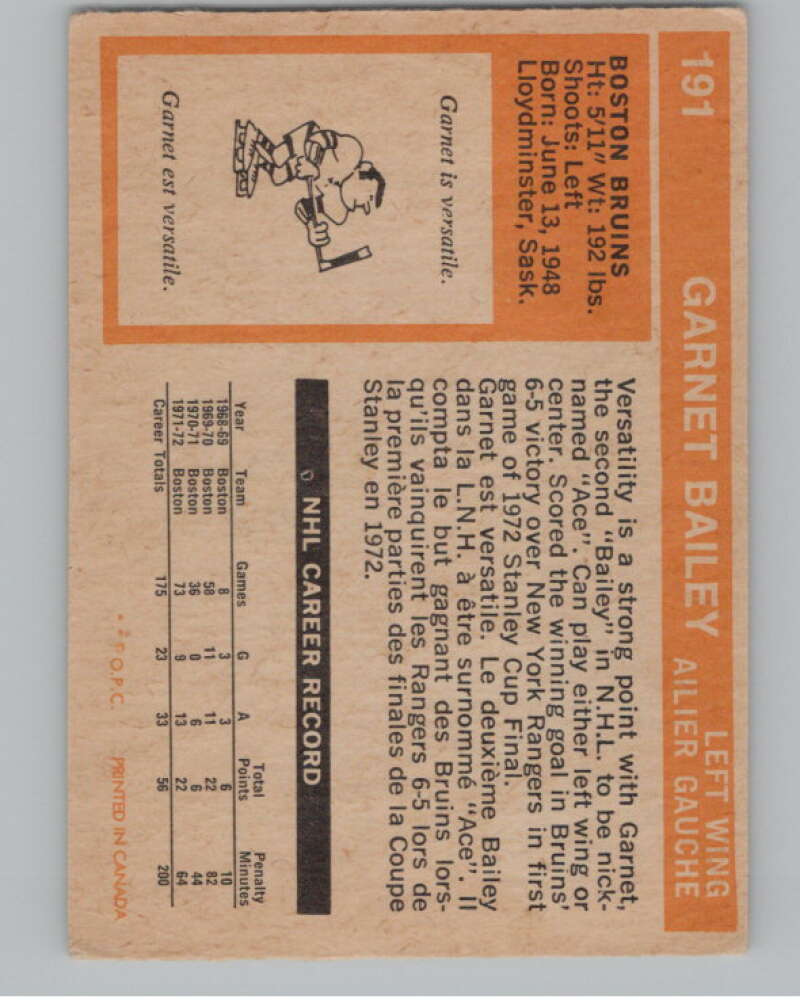 191 GARNET BAILEY LEFT WING
AILIER GAUCHE
BOSTON BRUINS
Ht: 5'11" Wt: 192 lbs.
Shoots: Left
Born: June 13, 1948
Lloydminster, Sask.
Garnet is versatile.
Garnet est versatile.
Versatility is a strong point with Garnet,
the second "Bailey" in N.H.L. to be nick-
named "Ace". Can play either left wing or
center. Scored the winning goal in Bruins'
6-5 victory over New York Rangers in first
game of 1972 Stanley Cup Final.
Garnet est versatile. Le deuxième Bailey
dans la L.N.H. à être surnommé "Ace". Il
compta le but gagnant des Bruins lors-
qu'ils vainquirent les Rangers 6-5 lors de
la première parties des finales de la Coupe
Stanley en 1972.
NHL CAREER RECORD
Year Team Games G A Total Points Penalty Minutes
1968-69 Boston 8 3 3 6 10
1969-70 Boston 58 11 11 22 82
1970-71 Boston 36 0 6 6 44
1971-72 Boston 73 9 13 22 64
Career Totals 175 23 33 56 200
O.P.C. PRINTED IN CANADA